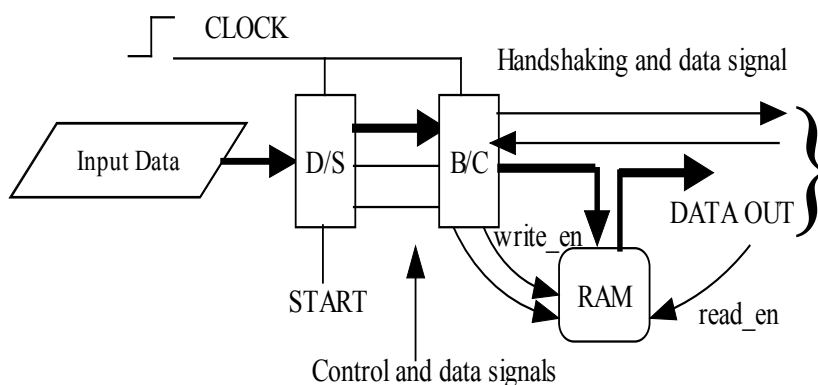 CLOCK
Handshaking and data signal
Input Data
D/S
B/C
DATA OUT
write_en
START
RAM
read_en
Control and data signals